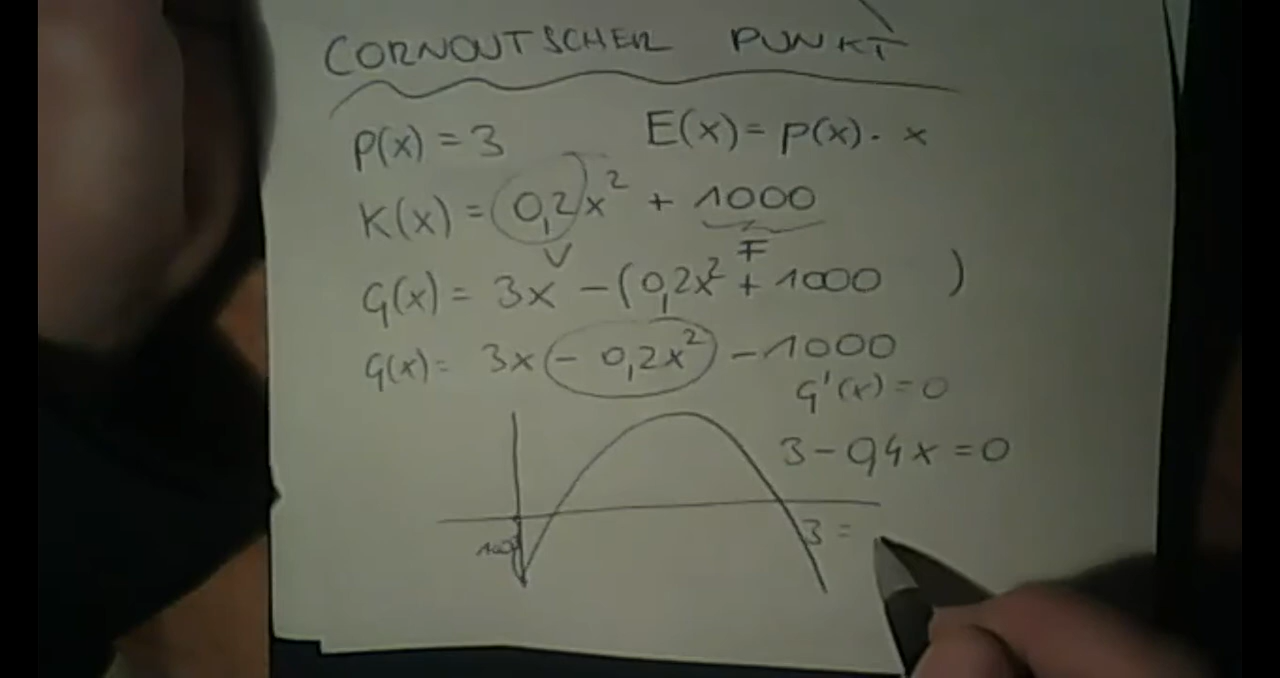 CORNOUTSCHER PUNKT
P(x) = 3 E(x) = p(x) · x
K(x) = 0,2x² + 1000
V F
G(x) = 3x - (0,2x² + 1000 )
G(x) = 3x - 0,2x² - 1000
G'(x) = 0
3 - 0,4x = 0
3 =